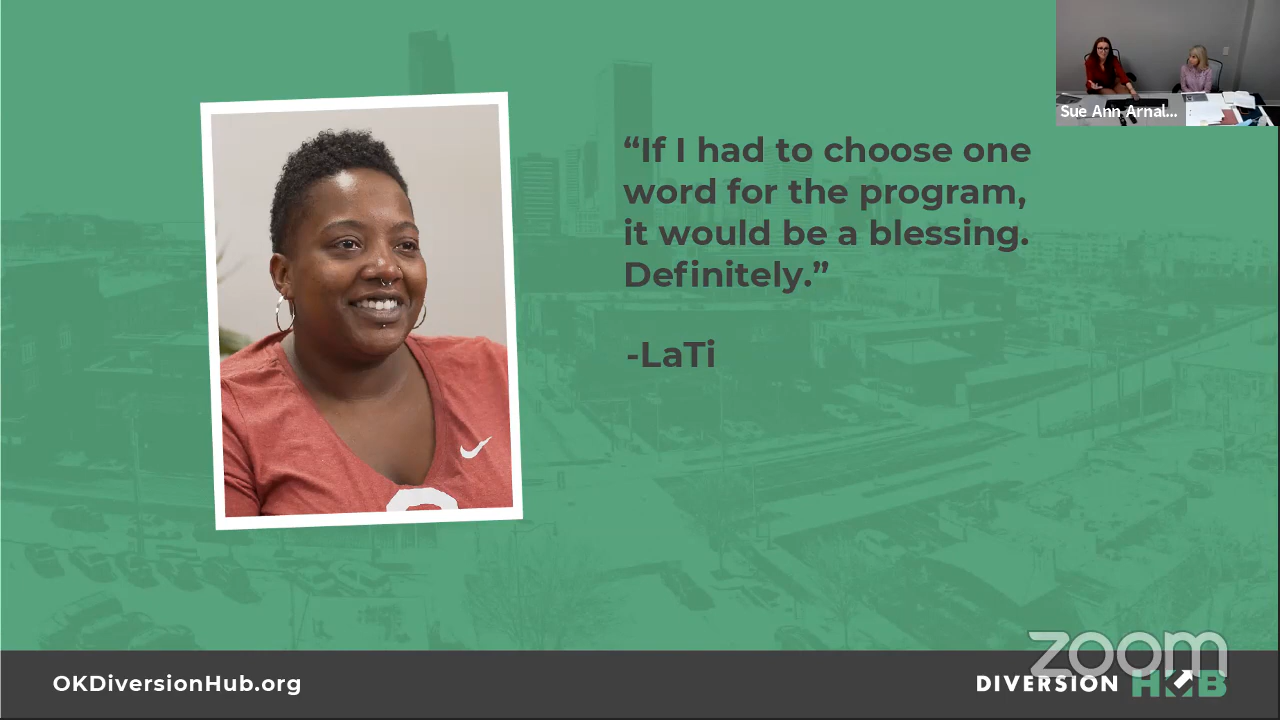 Sue Ann Arnal...
“If I had to choose one
word for the program,
it would be a blessing.
Definitely.”
-LaTi
zoom
OKDiversionHub.org
DIVERSION HUB